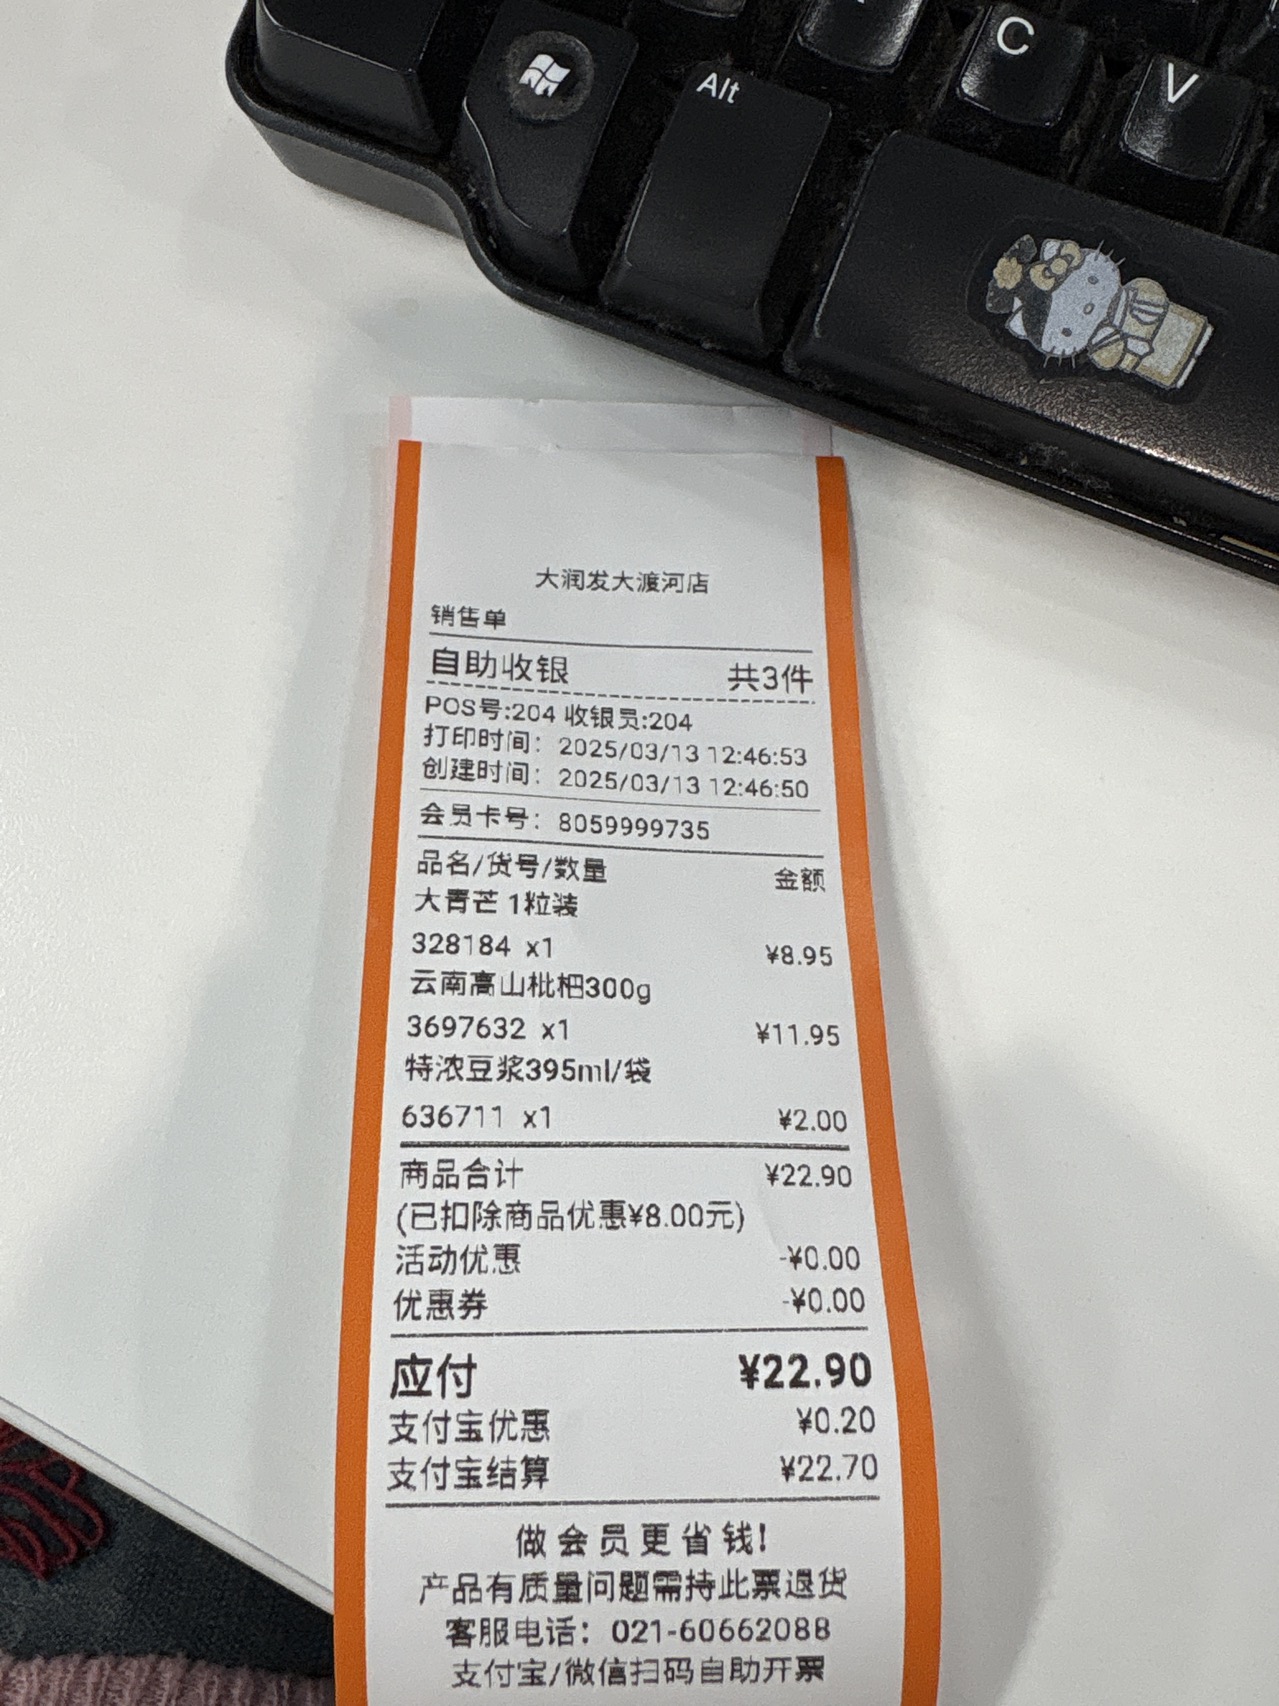 Alt
C
V
大润发大渡河店
销售单
自助收银 共3件
POS号:204 收银员:204
打印时间： 2025/03/13 12:46:53
创建时间： 2025/03/13 12:46:50
会员卡号： 8059999735
品名/货号/数量 金额
大青芒 1粒装
328184 x1 ¥8.95
云南高山枇杷300g
3697632 x1 ¥11.95
特浓豆浆395ml/袋
636711 x1 ¥2.00
商品合计 ¥22.90
(已扣除商品优惠¥8.00元)
活动优惠 -¥0.00
优惠券 -¥0.00
应付 ¥22.90
支付宝优惠 ¥0.20
支付宝结算 ¥22.70
做会员更省钱!
产品有质量问题需持此票退货
客服电话： 021-60662088
支付宝/微信扫码自助开票